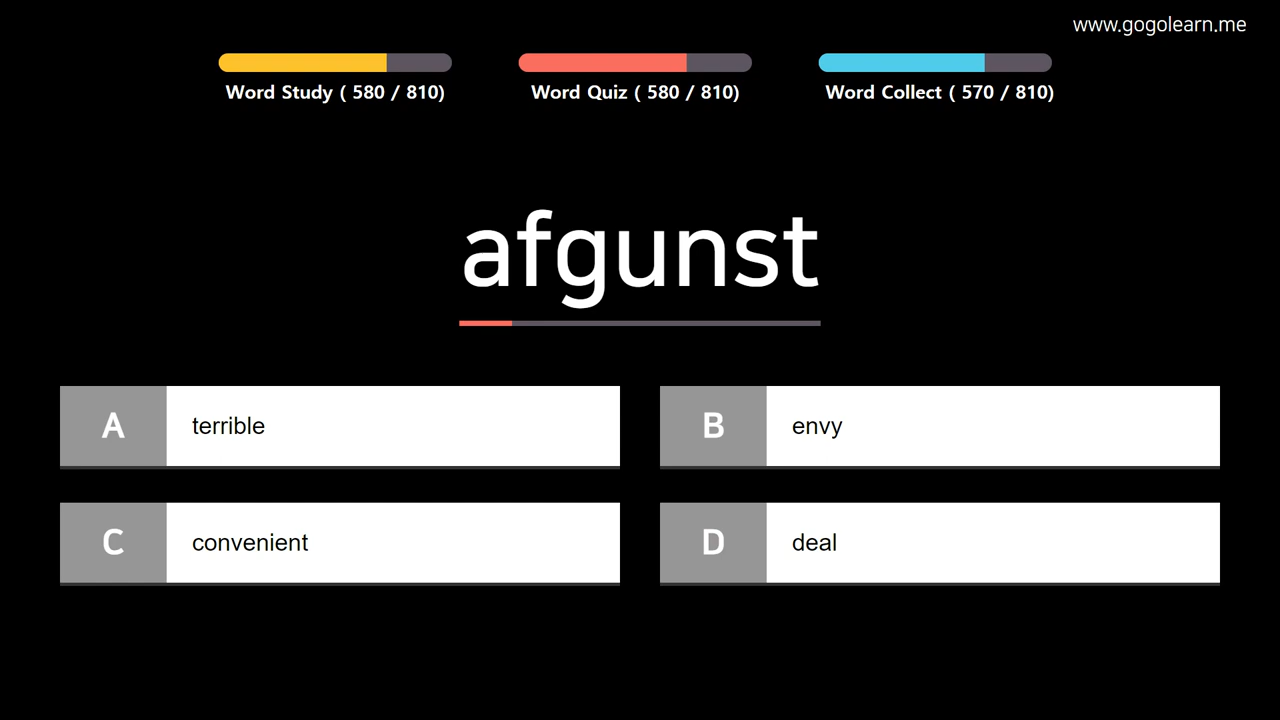 www.gogolearn.me
Word Study ( 580 / 810)
Word Quiz ( 580 / 810)
Word Collect ( 570 / 810)
afgunst
A terrible
B envy
C convenient
D deal